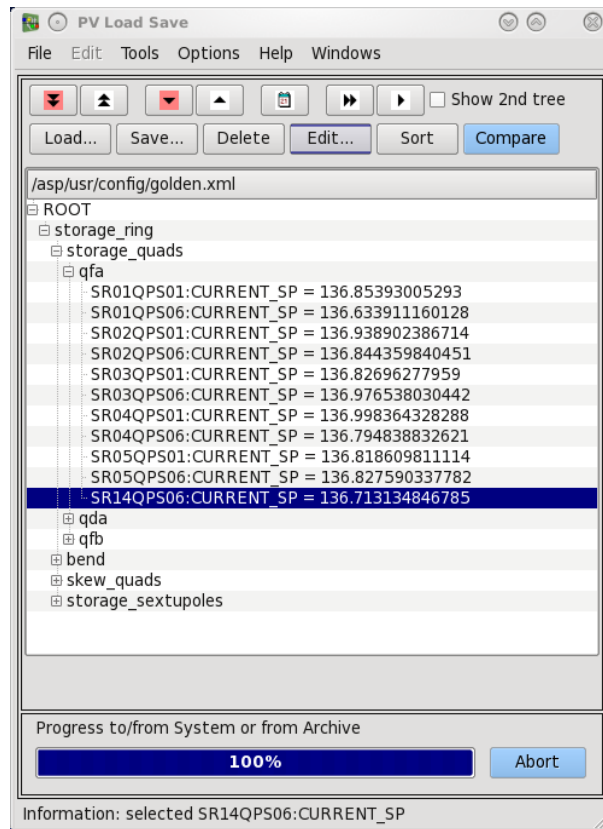 PV Load Save
File Edit Tools Options Help Windows
Show 2nd tree
Load... Save... Delete Edit... Sort Compare
/asp/usr/config/golden.xml
ROOT
storage_ring
storage_quads
qfa
SR01QPS01:CURRENT_SP = 136.85393005293
SR01QPS06:CURRENT_SP = 136.633911160128
SR02QPS01:CURRENT_SP = 136.938902386714
SR02QPS06:CURRENT_SP = 136.844359840451
SR03QPS01:CURRENT_SP = 136.82696277959
SR03QPS06:CURRENT_SP = 136.976538030442
SR04QPS01:CURRENT_SP = 136.998364328288
SR04QPS06:CURRENT_SP = 136.794838832621
SR05QPS01:CURRENT_SP = 136.818609811114
SR05QPS06:CURRENT_SP = 136.827590337782
SR14QPS06:CURRENT_SP = 136.713134846785
qda
qfb
bend
skew_quads
storage_sextupoles
Progress to/from System or from Archive
100% Abort
Information: selected SR14QPS06:CURRENT_SP